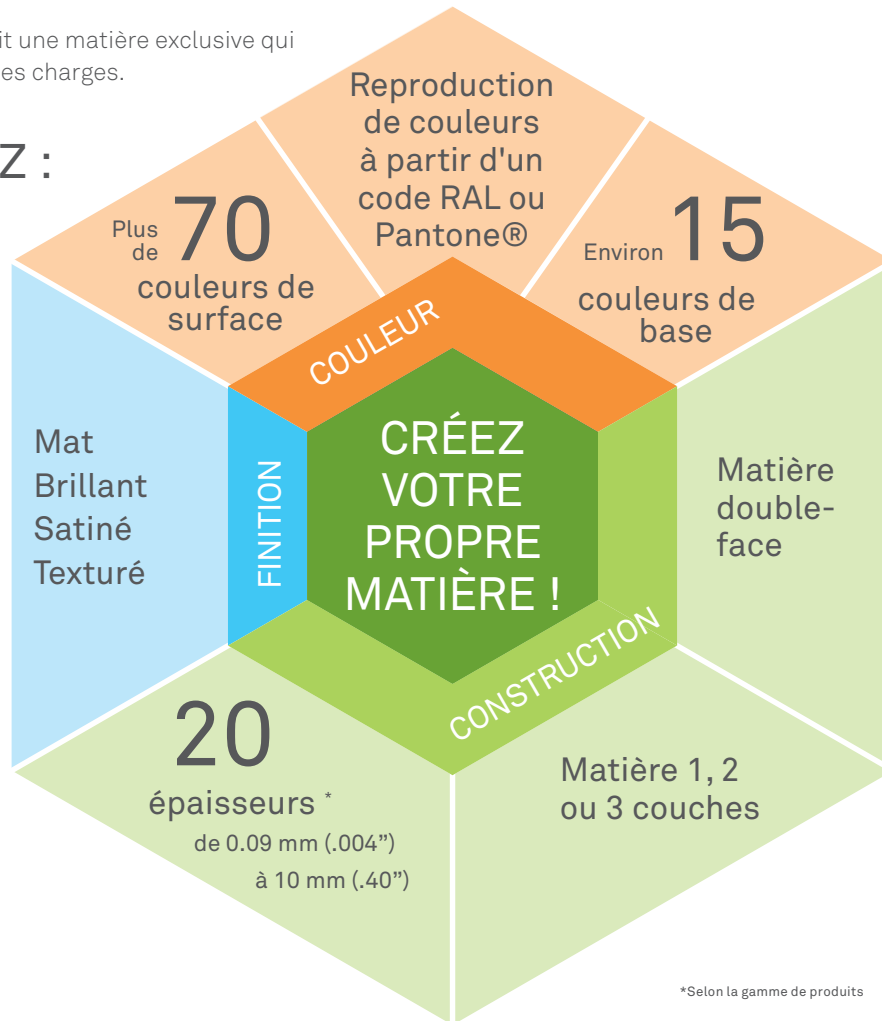 it une matière exclusive qui
es charges.
Z :
Reproduction
de couleurs
à partir d'un
code RAL ou
Pantone®
Plus
de 70
couleurs de
surface
Environ 15
couleurs de
base
COULEUR
Mat
Brillant
Satiné
Texturé
FINITION
CRÉEZ
VOTRE
PROPRE
MATIÈRE !
Matière
double-
face
CONSTRUCTION
20
épaisseurs *
de 0.09 mm (.004”)
à 10 mm (.40”)
Matière 1, 2
ou 3 couches
*Selon la gamme de produits